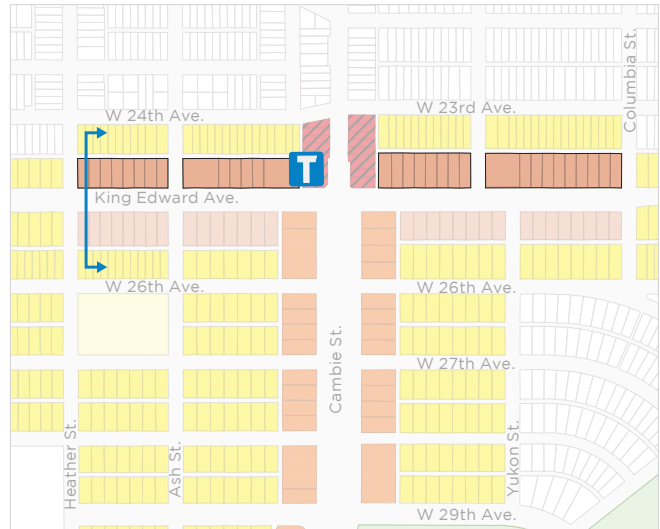 W 24th Ave.
W 23rd Ave.
Columbia St.
T
King Edward Ave.
W 26th Ave.
W 26th Ave.
Cambie St.
W 27th Ave.
Heather St.
Ash St.
Yukon St.
W 29th Ave.